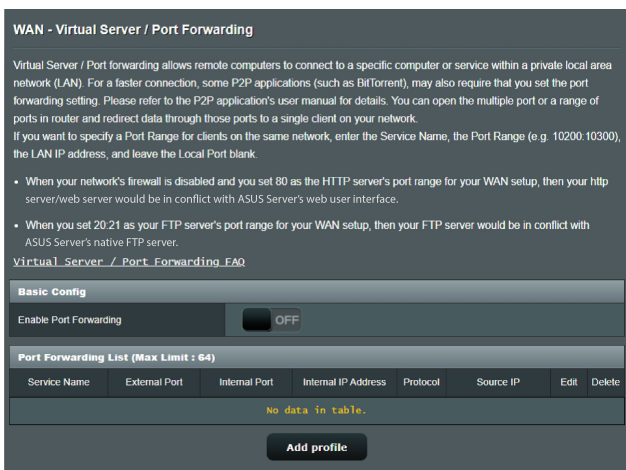 WAN - Virtual Server / Port Forwarding
Virtual Server / Port forwarding allows remote computers to connect to a specific computer or service within a private local area
network (LAN). For a faster connection, some P2P applications (such as BitTorrent), may also require that you set the port
forwarding setting. Please refer to the P2P application's user manual for details. You can open the multiple port or a range of
ports in router and redirect data through those ports to a single client on your network.
If you want to specify a Port Range for clients on the same network, enter the Service Name, the Port Range (e.g. 10200:10300),
the LAN IP address, and leave the Local Port blank.
• When your network's firewall is disabled and you set 80 as the HTTP server's port range for your WAN setup, then your http
server/web server would be in conflict with ASUS Server's web user interface.
• When you set 20:21 as your FTP server's port range for your WAN setup, then your FTP server would be in conflict with
ASUS Server's native FTP server.
Virtual Server / Port Forwarding FAQ
Basic Config
Enable Port Forwarding OFF
Port Forwarding List (Max Limit : 64)
Service Name External Port Internal Port Internal IP Address Protocol Source IP Edit Delete
No data in table.
Add profile